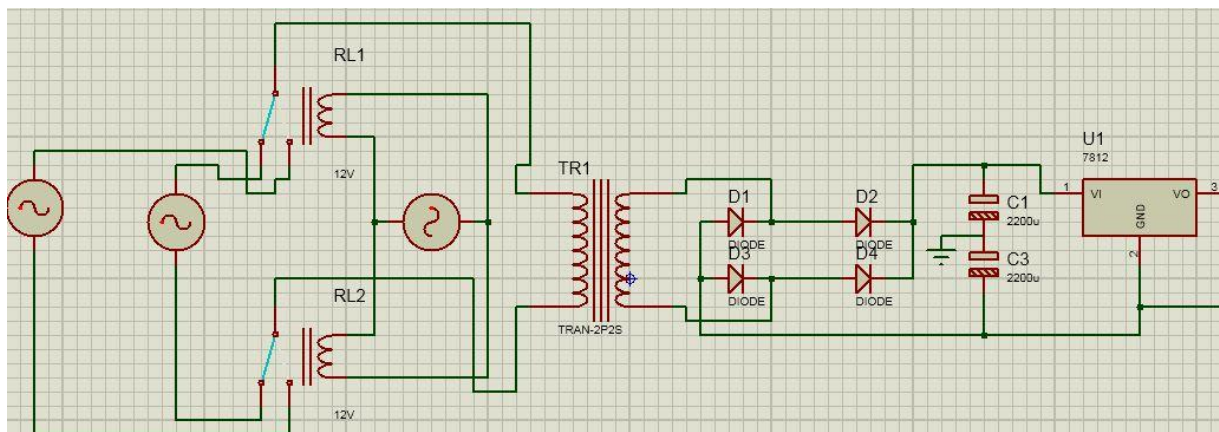 RL1
12V
RL2
12V
TR1
TRAN-2P2S
D1
DIODE
D2
DIODE
D3
DIODE
D4
DIODE
C1
2200u
C3
2200u
U1
7812
1
VI
VO
3
GND
2